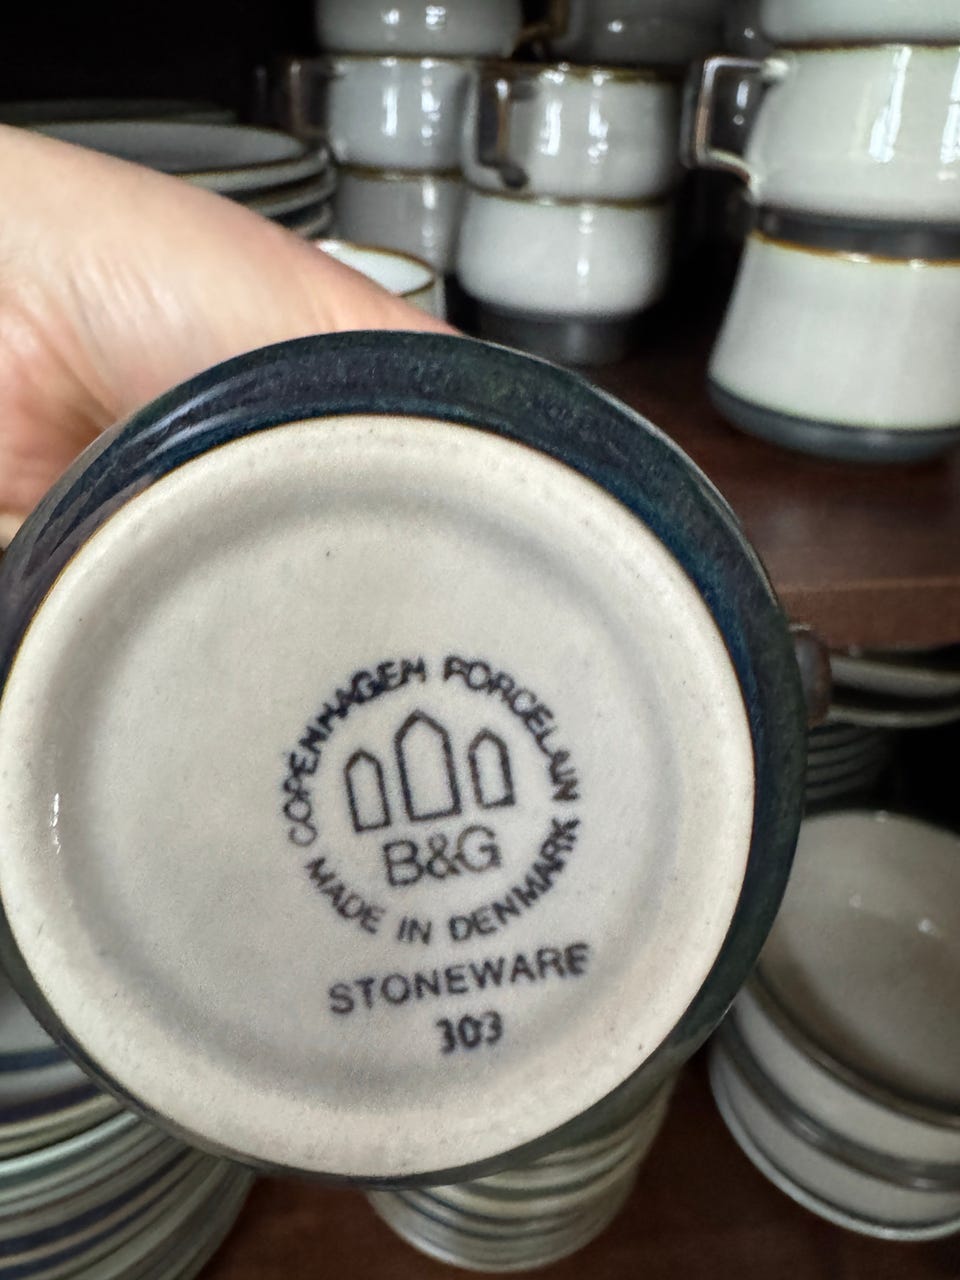 COPENHAGEN PORCELAIN
B&G
MADE IN DENMARK
STONEWARE
303